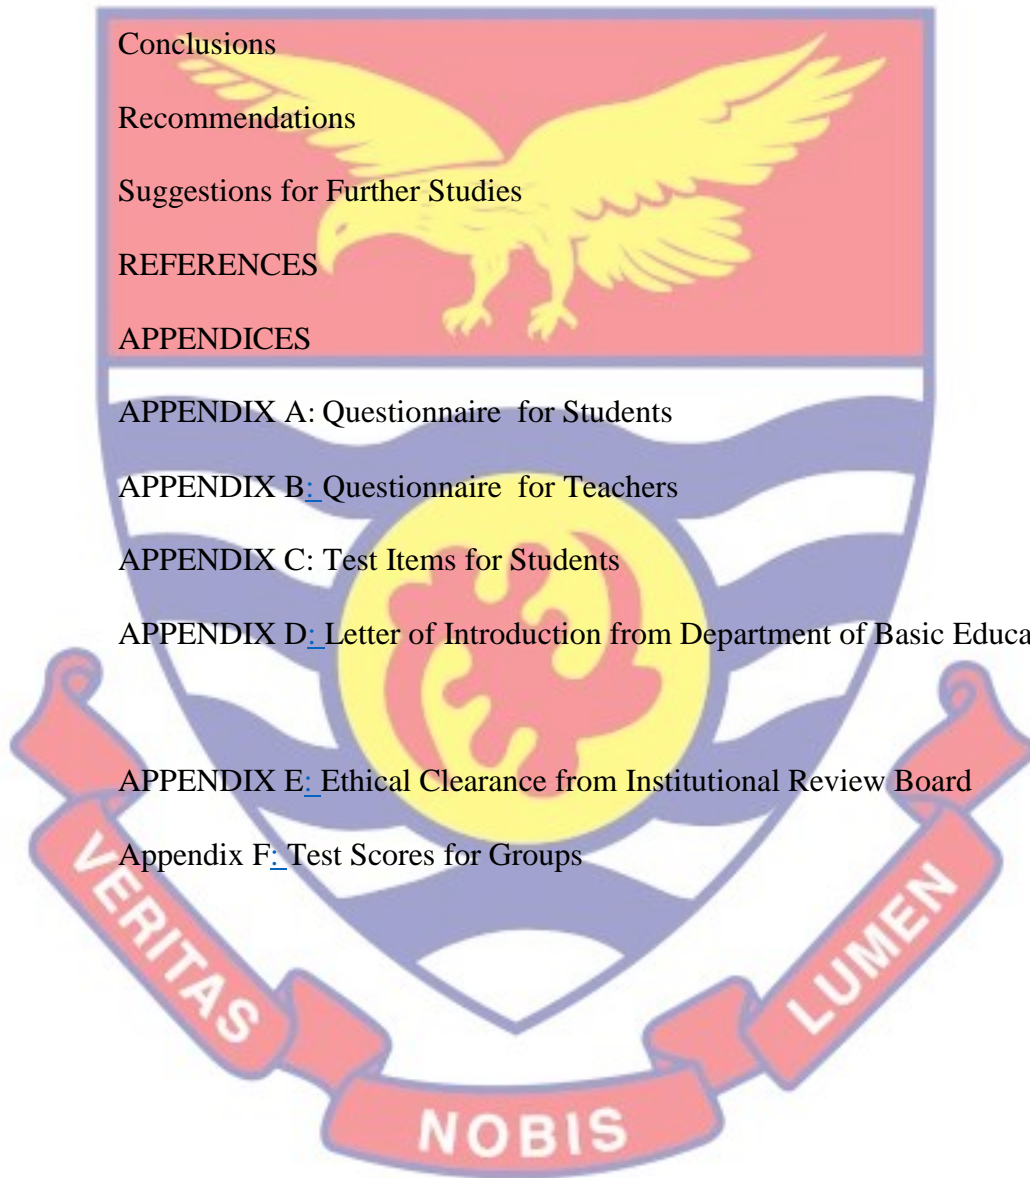 Conclusions
Recommendations
Suggestions for Further Studies
REFERENCES
APPENDICES
APPENDIX A: Questionnaire for Students
APPENDIX B: Questionnaire for Teachers
APPENDIX C: Test Items for Students
APPENDIX D: Letter of Introduction from Department of Basic Educa
APPENDIX E: Ethical Clearance from Institutional Review Board
Appendix F: Test Scores for Groups
VERITAS
NOBIS
LUMEN